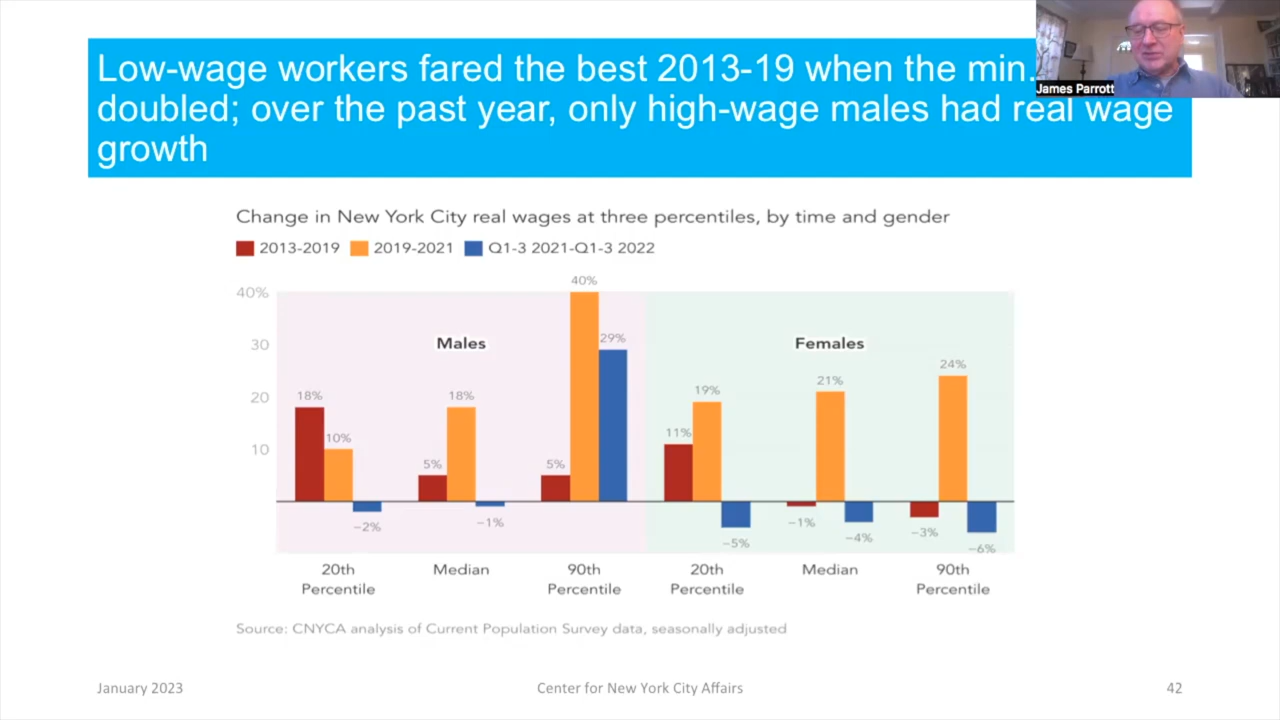 Low-wage workers fared the best 2013-19 when the min.
doubled; over the past year, only high-wage males had real wage
growth
James Parrott
Change in New York City real wages at three percentiles, by time and gender
2013-2019 2019-2021 Q1-3 2021-Q1-3 2022
40%
30
20
10
Males
18%
10%
−2%
5%
18%
−1%
5%
40%
29%
Females
11%
19%
−5%
−1%
21%
−4%
−3%
24%
−6%
20th
Percentile
Median
90th
Percentile
20th
Percentile
Median
90th
Percentile
Source: CNYCA analysis of Current Population Survey data, seasonally adjusted
January 2023
Center for New York City Affairs
42